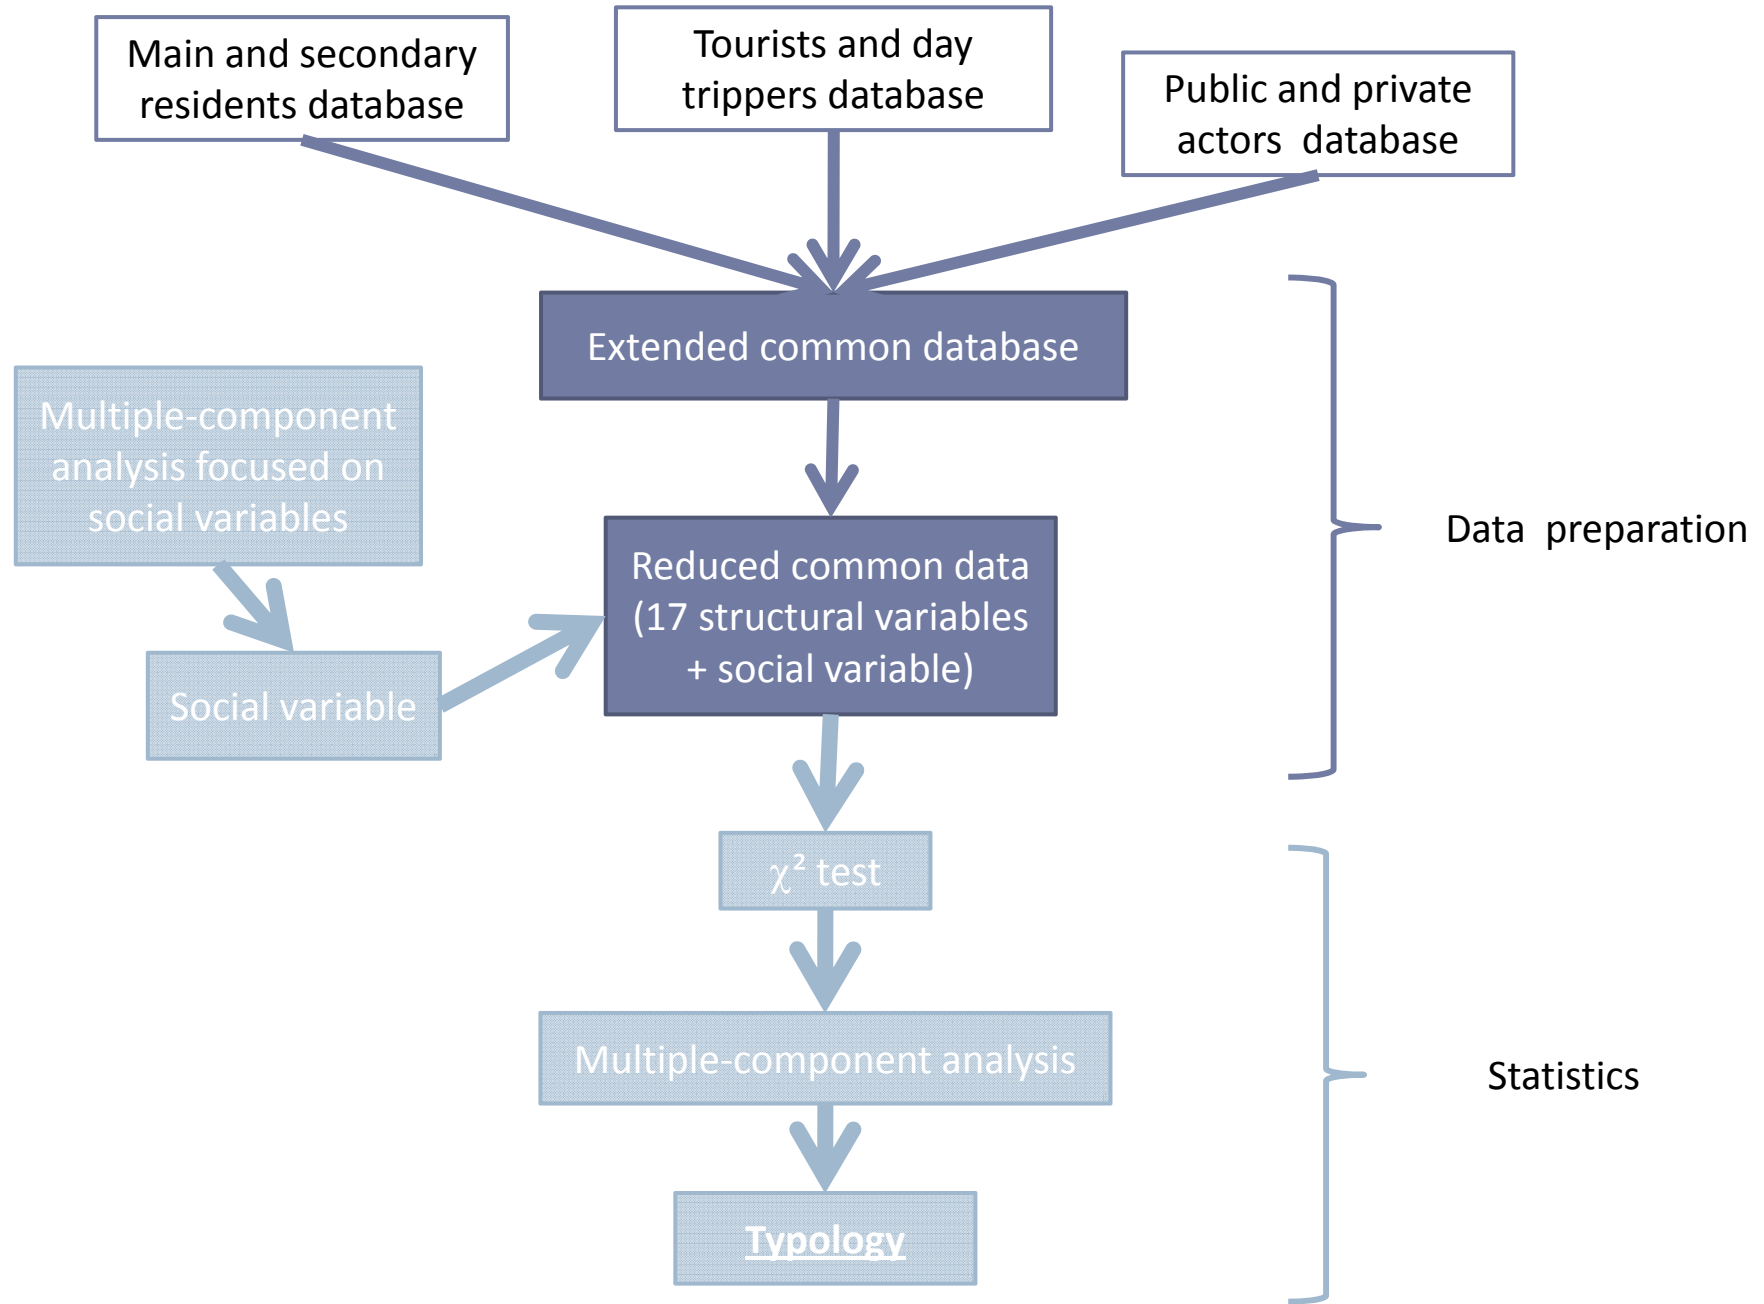 Main and secondary
residents database
Tourists and day
trippers database
Public and private
actors  database
Extended common database
Multiple-component
analysis focused on
social variables
Data  preparation
Reduced common data
(17 structural variables
+ social variable)
Social variable
χ² test
Multiple-component analysis
Statistics
Typology